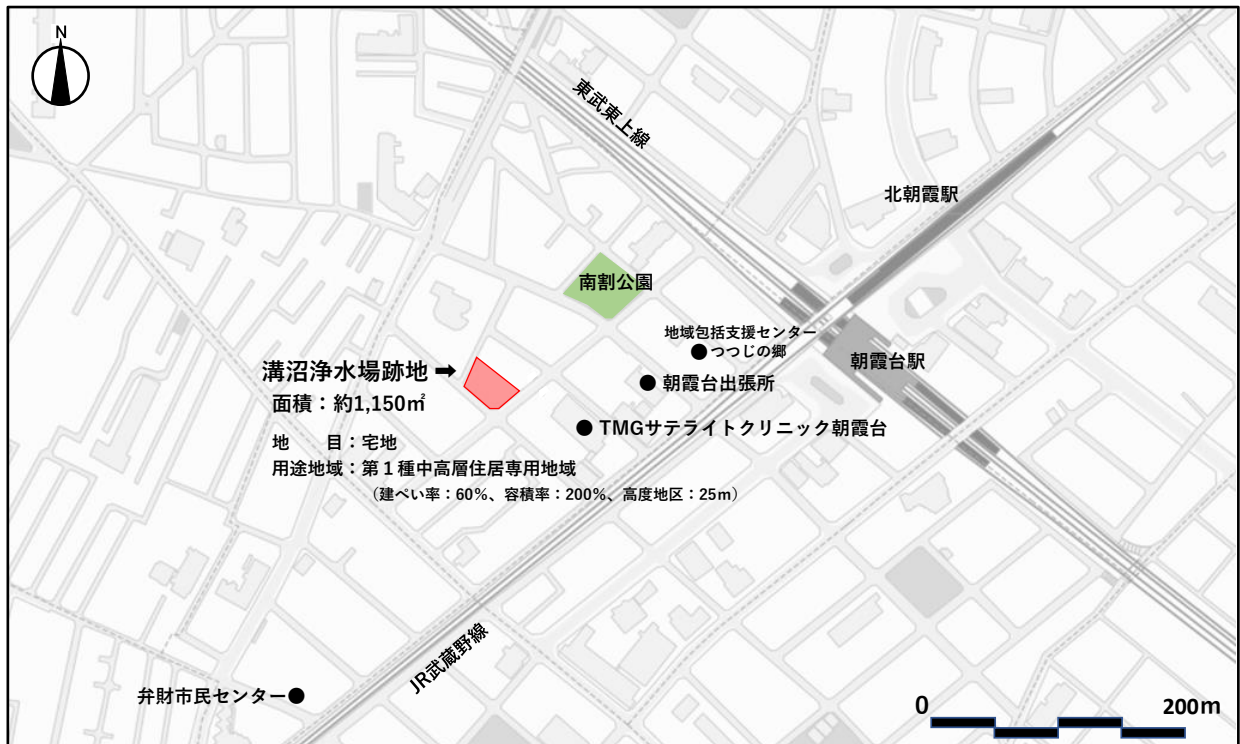 N
東武東上線
北朝霞駅
南割公園
地域包括支援センター
つつじの郷
朝霞台駅
溝沼浄水場跡地 ➡
面積：約1,150㎡
朝霞台出張所
TMGサテライトクリニック朝霞台
地　　目：宅地
用途地域：第１種中高層住居専用地域
（建ぺい率：60%、容積率：200%、高度地区：25m）
JR武蔵野線
弁財市民センター
0 200m